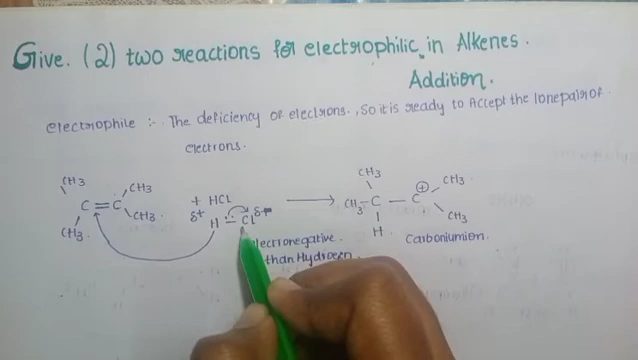 Give. (2) two reactions for electrophilic in Alkenes.
Addition.
electrophile :- The deficiency of electrons., So it is ready to Accept the lonepairs of
electrons.
CH3 CH3 CH3 CH3
+ HCL
C=C δ+ H :- Cl δ- CH3-C - C ⊕
CH3 CH3 H CH3
electronegative. Carboniumion.
than Hydrogen.